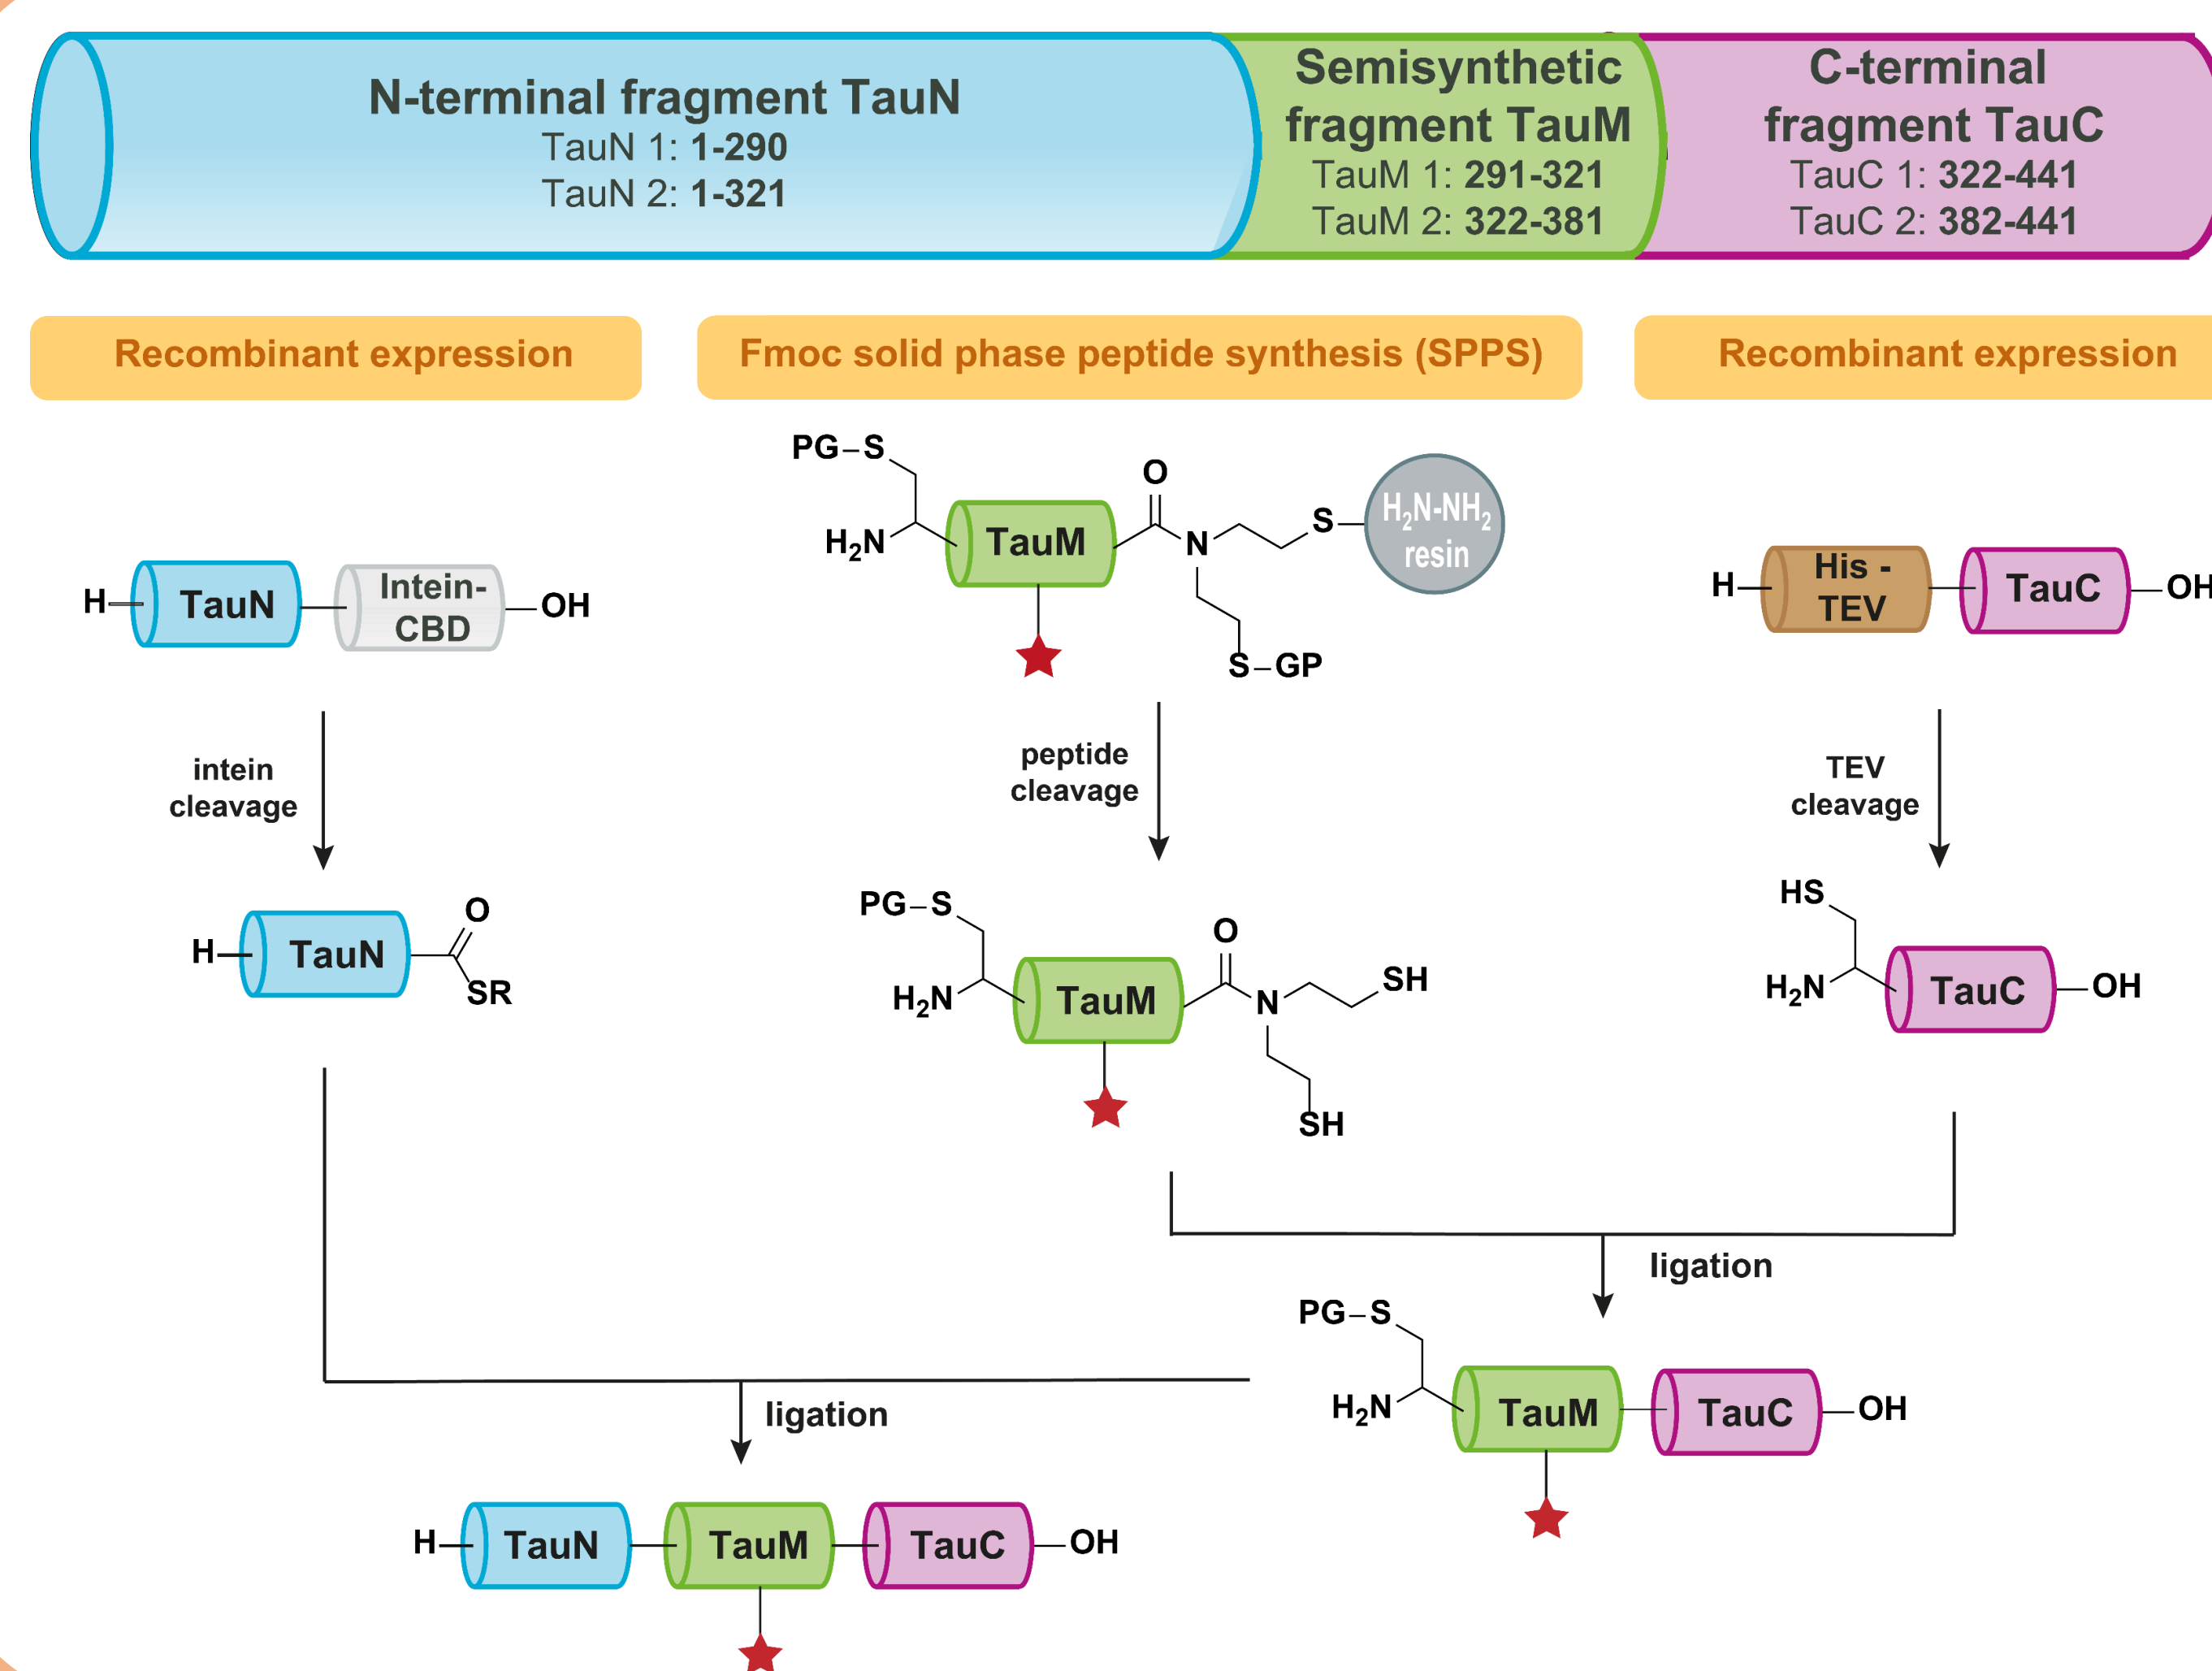 N-terminal fragment TauN
TauN 1: 1-290
TauN 2: 1-321
Semisynthetic
fragment TauM
TauM 1: 291-321
TauM 2: 322-381
C-terminal
fragment TauC
TauC 1: 322-441
TauC 2: 382-441
Recombinant expression
Fmoc solid phase peptide synthesis (SPPS)
Recombinant expression
H
TauN
Intein-
CBD
OH
PG–S
H₂N
TauM
O
N
S
H₂N-NH₂
resin
S–GP
H
His -
TEV
TauC
OH
intein
cleavage
peptide
cleavage
TEV
cleavage
H
TauN
O
SR
PG–S
H₂N
TauM
O
N
SH
SH
HS
H₂N
TauC
OH
ligation
PG–S
H₂N
TauM
TauC
OH
ligation
H
TauN
TauM
TauC
OH